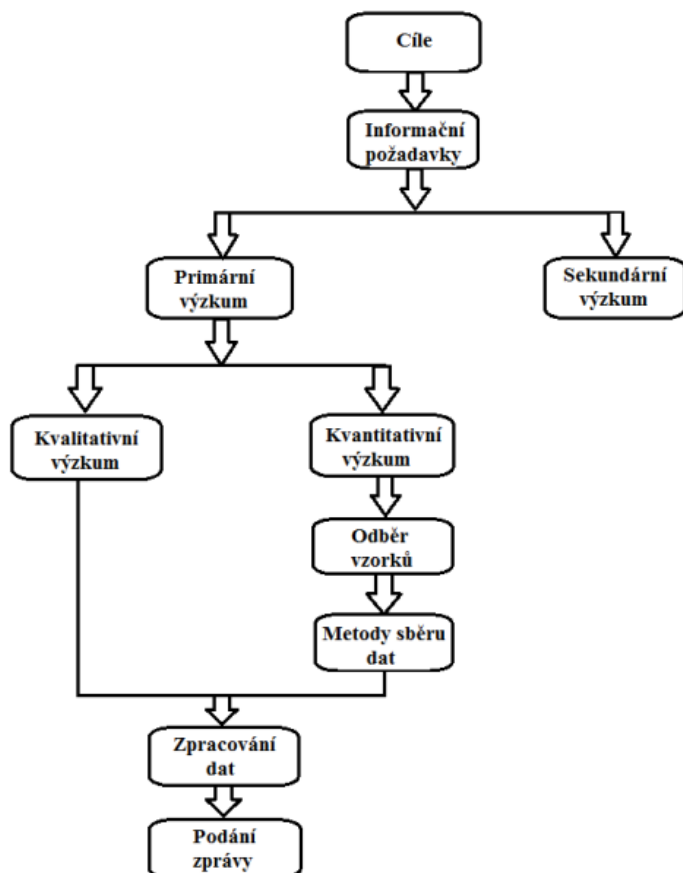 Cíle
Informační
požadavky
Primární
výzkum
Sekundární
výzkum
Kvalitativní
výzkum
Kvantitativní
výzkum
Odběr
vzorků
Metody sběru
dat
Zpracování
dat
Podání
zprávy